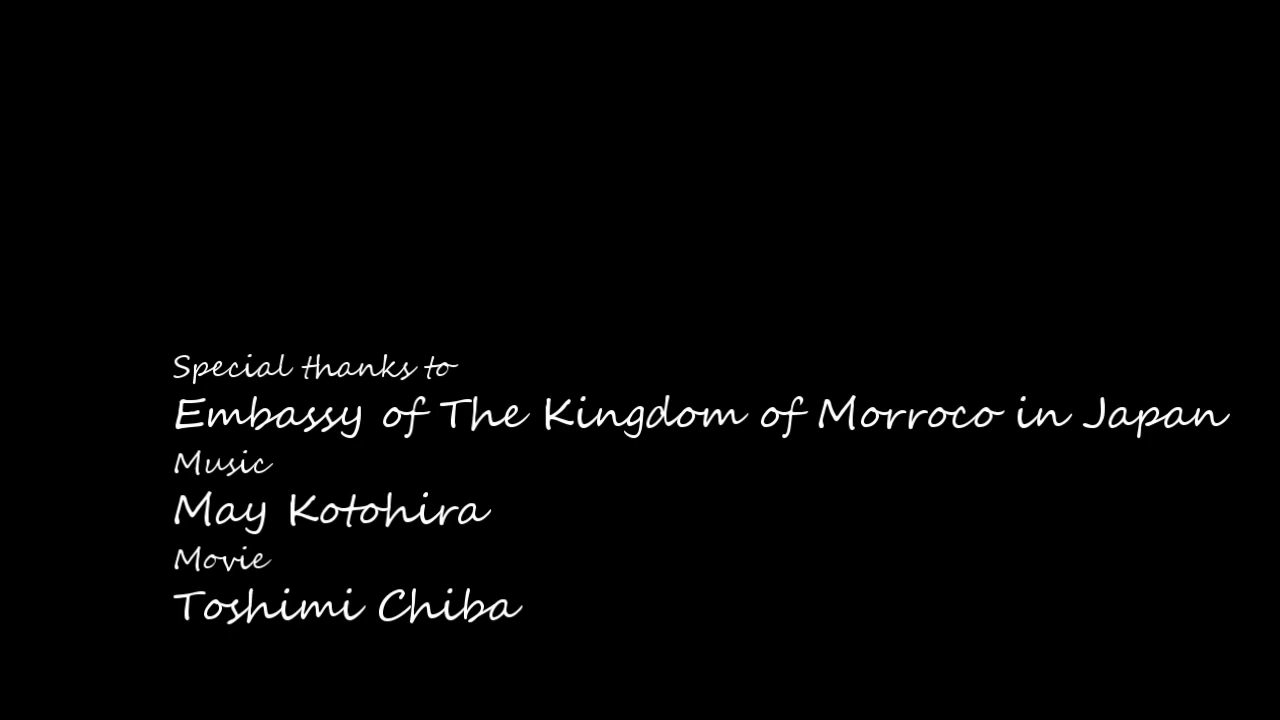 Special thanks to
Embassy of The Kingdom of Morroco in Japan
Music
May Kotohira
Movie
Toshimi Chiba